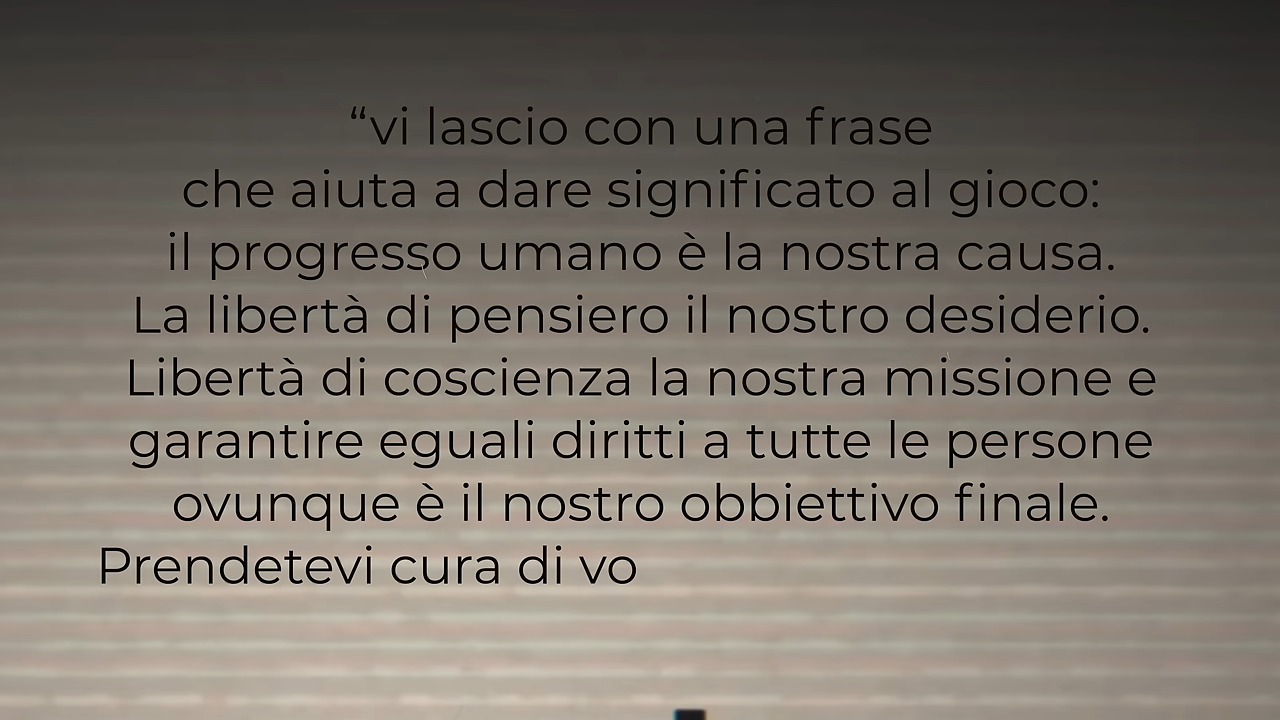 “vi lascio con una frase
che aiuta a dare significato al gioco:
il progresso umano è la nostra causa.
La libertà di pensiero il nostro desiderio.
Libertà di coscienza la nostra missione e
garantire eguali diritti a tutte le persone
ovunque è il nostro obbiettivo finale.
Prendetevi cura di vo